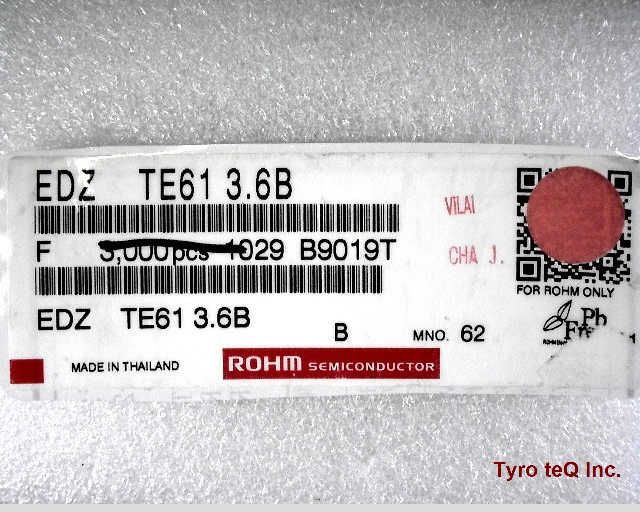 EDZ TE61 3.6B
VILAI
F 3,000pcs 1029 B9019T
CHA J.
FOR ROHM ONLY
EDZ TE61 3.6B
B MNO. 62
Pb
MADE IN THAILAND
ROHM SEMICONDUCTOR
Tyro teQ Inc.